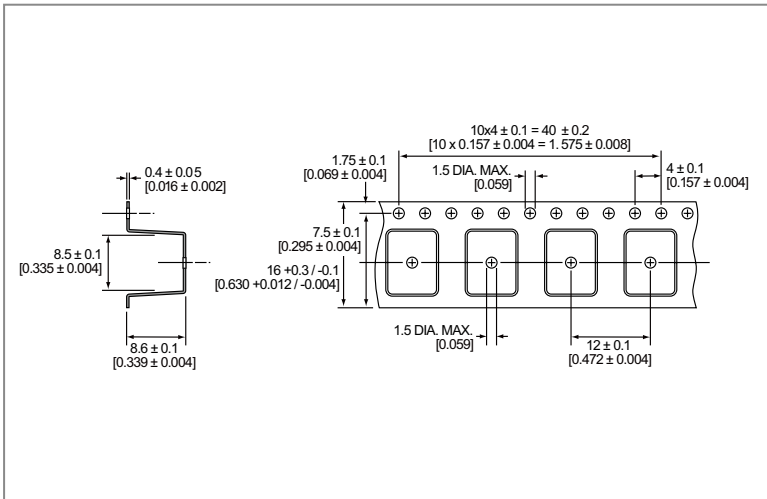 10x4 ± 0.1 = 40 ± 0.2
[10 x 0.157 ± 0.004 = 1. 575 ± 0.008]
1.75 ± 0.1
[0.069 ± 0.004]
1.5 DIA. MAX.
[0.059]
4 ± 0.1
[0.157 ± 0.004]
0.4 ± 0.05
[0.016 ± 0.002]
7.5 ± 0.1
[0.295 ± 0.004]
8.5 ± 0.1
[0.335 ± 0.004]
16 +0.3 / -0.1
[0.630 +0.012 / -0.004]
1.5 DIA. MAX.
[0.059]
12 ± 0.1
[0.472 ± 0.004]
8.6 ± 0.1
[0.339 ± 0.004]